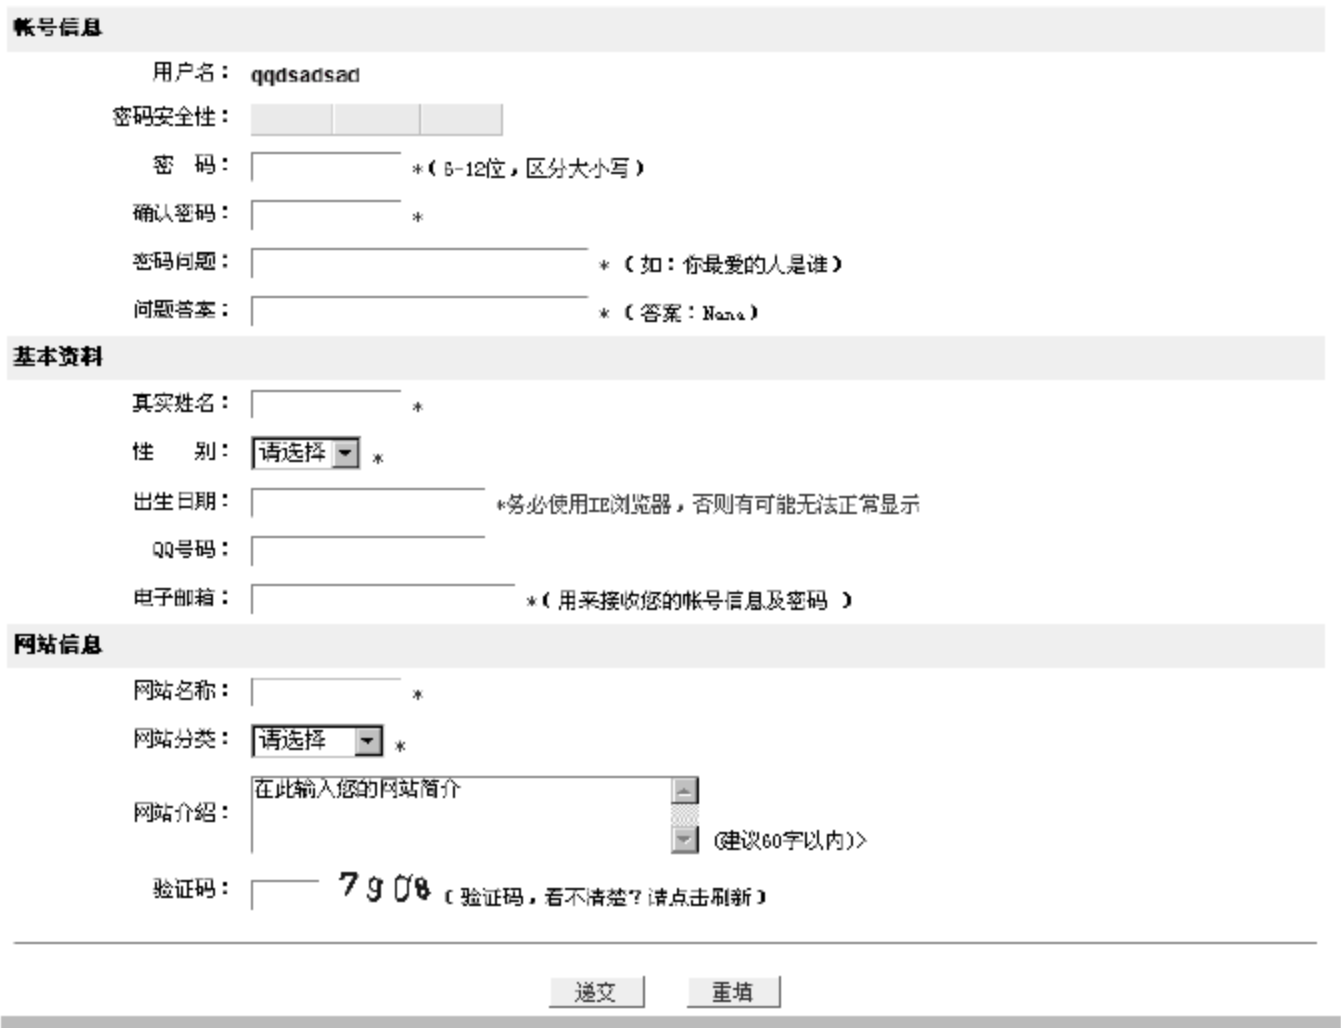 帐号信息
用户名： qqdsadsad
密码安全性：
密 码： *( 6-12位，区分大小写 )
确认密码： *
密码问题： * ( 如：你最爱的人是谁 )
问题答案： * ( 答案：Nana )
基本资料
真实姓名： *
性 别： 请选择 *
出生日期： *务必使用IE浏览器，否则有可能无法正常显示
QQ号码：
电子邮箱： *( 用来接收您的帐号信息及密码 )
网站信息
网站名称： *
网站分类： 请选择 *
网站介绍： 在此输入您的网站简介
(建议60字以内)>
验证码： 7908 ( 验证码，看不清楚？请点击刷新 )
递交 重填